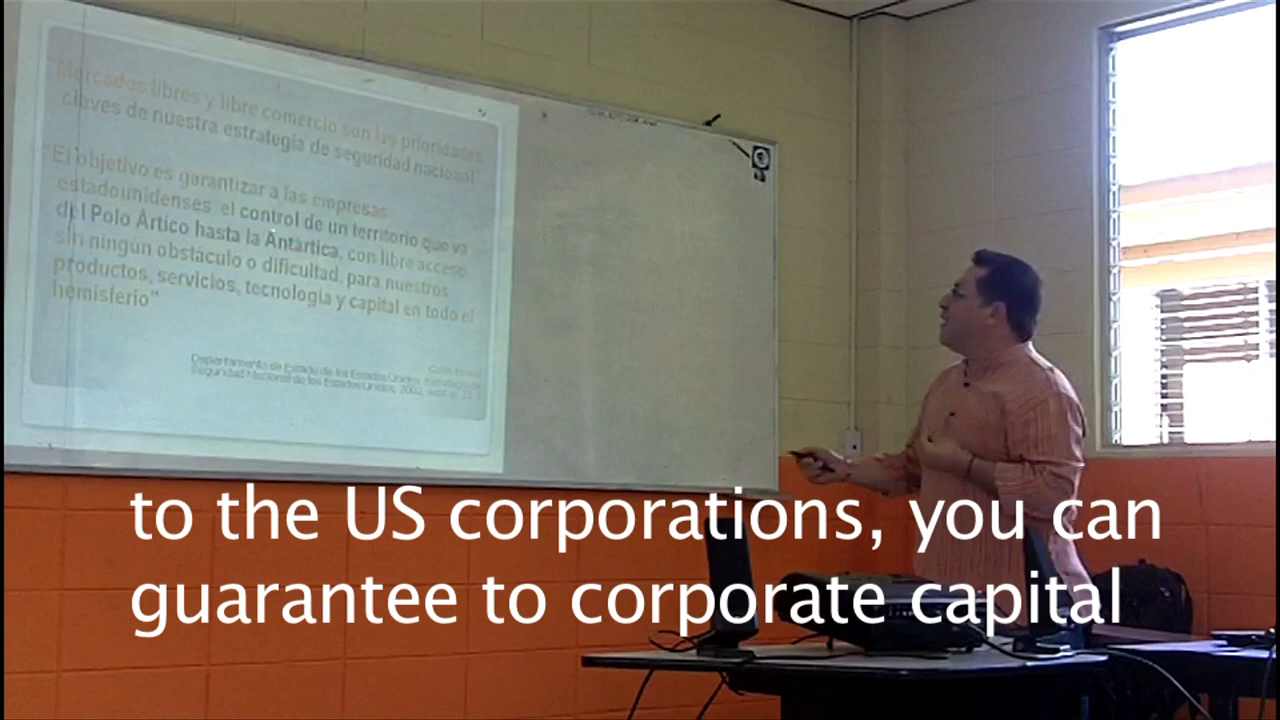 "Mercados libres y libre comercio son las prioridades
claves de nuestra estrategia de seguridad nacional
"El objetivo es garantizar a las empresas
estadounidenses el control de un territorio que va
del Polo Ártico hasta la Antártica, con libre acceso,
sin ningún obstáculo o dificultad, para nuestros
productos, servicios, tecnología y capital en todo el
hemisferio"
Departamento de Estado de los Estados Unidos
Seguridad Nacional de los Estados Unidos, 2002
to the US corporations, you can
guarantee to corporate capital